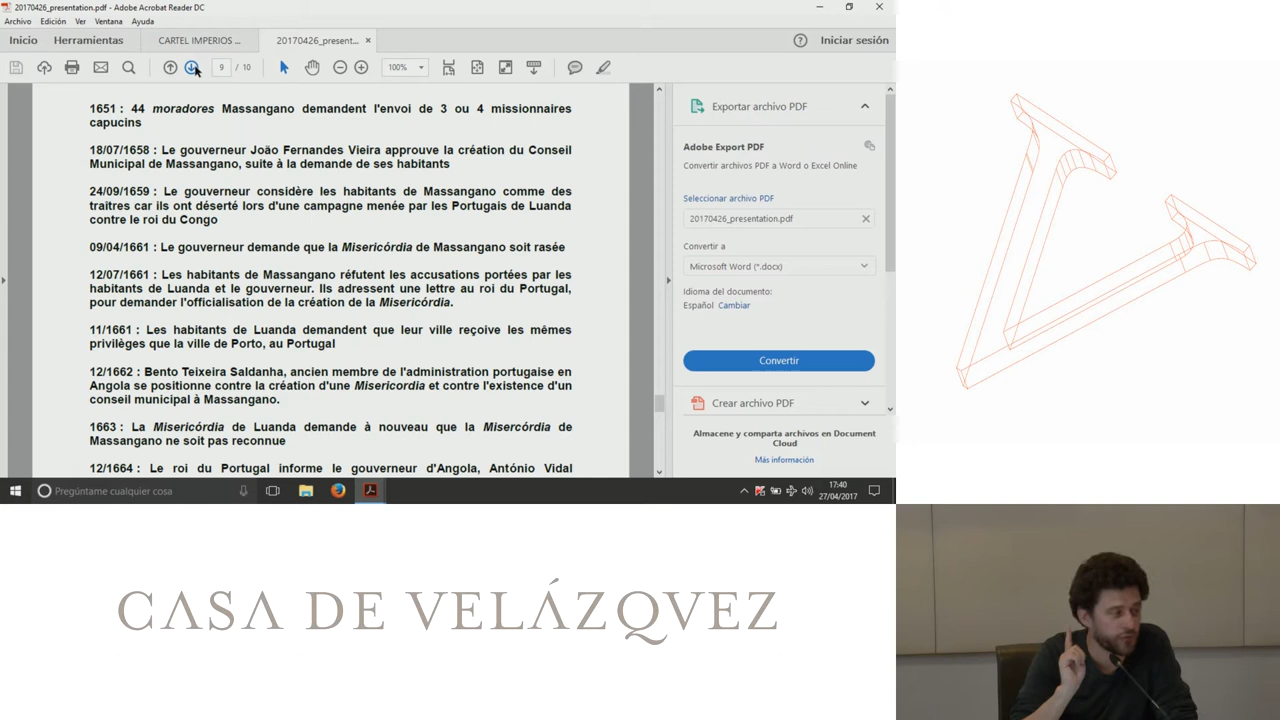 20170426_presentation.pdf - Adobe Acrobat Reader DC
Archivo Edición Ver Ventana Ayuda
Inicio Herramientas CARTEL IMPERIOS ... 20170426_present... × Iniciar sesión
9 / 10 100%
1651 : 44 moradores Massangano demandent l'envoi de 3 ou 4 missionnaires
capucins
18/07/1658 : Le gouverneur João Fernandes Vieira approuve la création du Conseil
Municipal de Massangano, suite à la demande de ses habitants
24/09/1659 : Le gouverneur considère les habitants de Massangano comme des
traîtres car ils ont déserté lors d'une campagne menée par les Portugais de Luanda
contre le roi du Congo
09/04/1661 : Le gouverneur demande que la Misericórdia de Massangano soit rasée
12/07/1661 : Les habitants de Massangano réfutent les accusations portées par les
habitants de Luanda et le gouverneur. Ils adressent une lettre au roi du Portugal,
pour demander l'officialisation de la création de la Misericórdia.
11/1661 : Les habitants de Luanda demandent que leur ville reçoive les mêmes
privilèges que la ville de Porto, au Portugal
12/1662 : Bento Teixeira Saldanha, ancien membre de l'administration portugaise en
Angola se positionne contre la création d'une Misericordia et contre l'existence d'un
conseil municipal à Massangano.
1663 : La Misericórdia de Luanda demande à nouveau que la Misercórdia de
Massangano ne soit pas reconnue
12/1664 : Le roi du Portugal informe le gouverneur d'Angola, António Vidal
Exportar archivo PDF
Adobe Export PDF
Convertir archivos PDF a Word o Excel Online
Seleccionar archivo PDF
20170426_presentation.pdf
Convertir a
Microsoft Word (*.docx)
Idioma del documento:
Español Cambiar
Convertir
Crear archivo PDF
Almacene y comparta archivos en Document
Cloud
Más información
Pregúntame cualquier cosa
17:40
27/04/2017
CASA DE VELÁZQVEZ